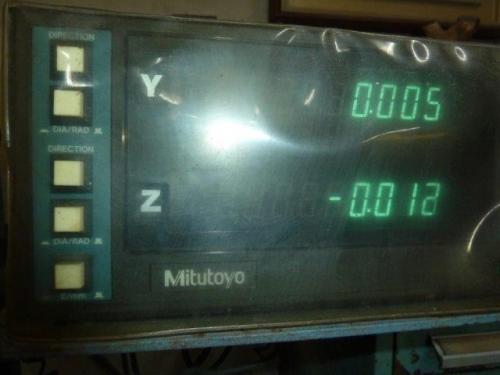 DIRECTION
Y 0.005
DIA/RAD
DIRECTION
Z -0.012
DIA/RAD
Mitutoyo